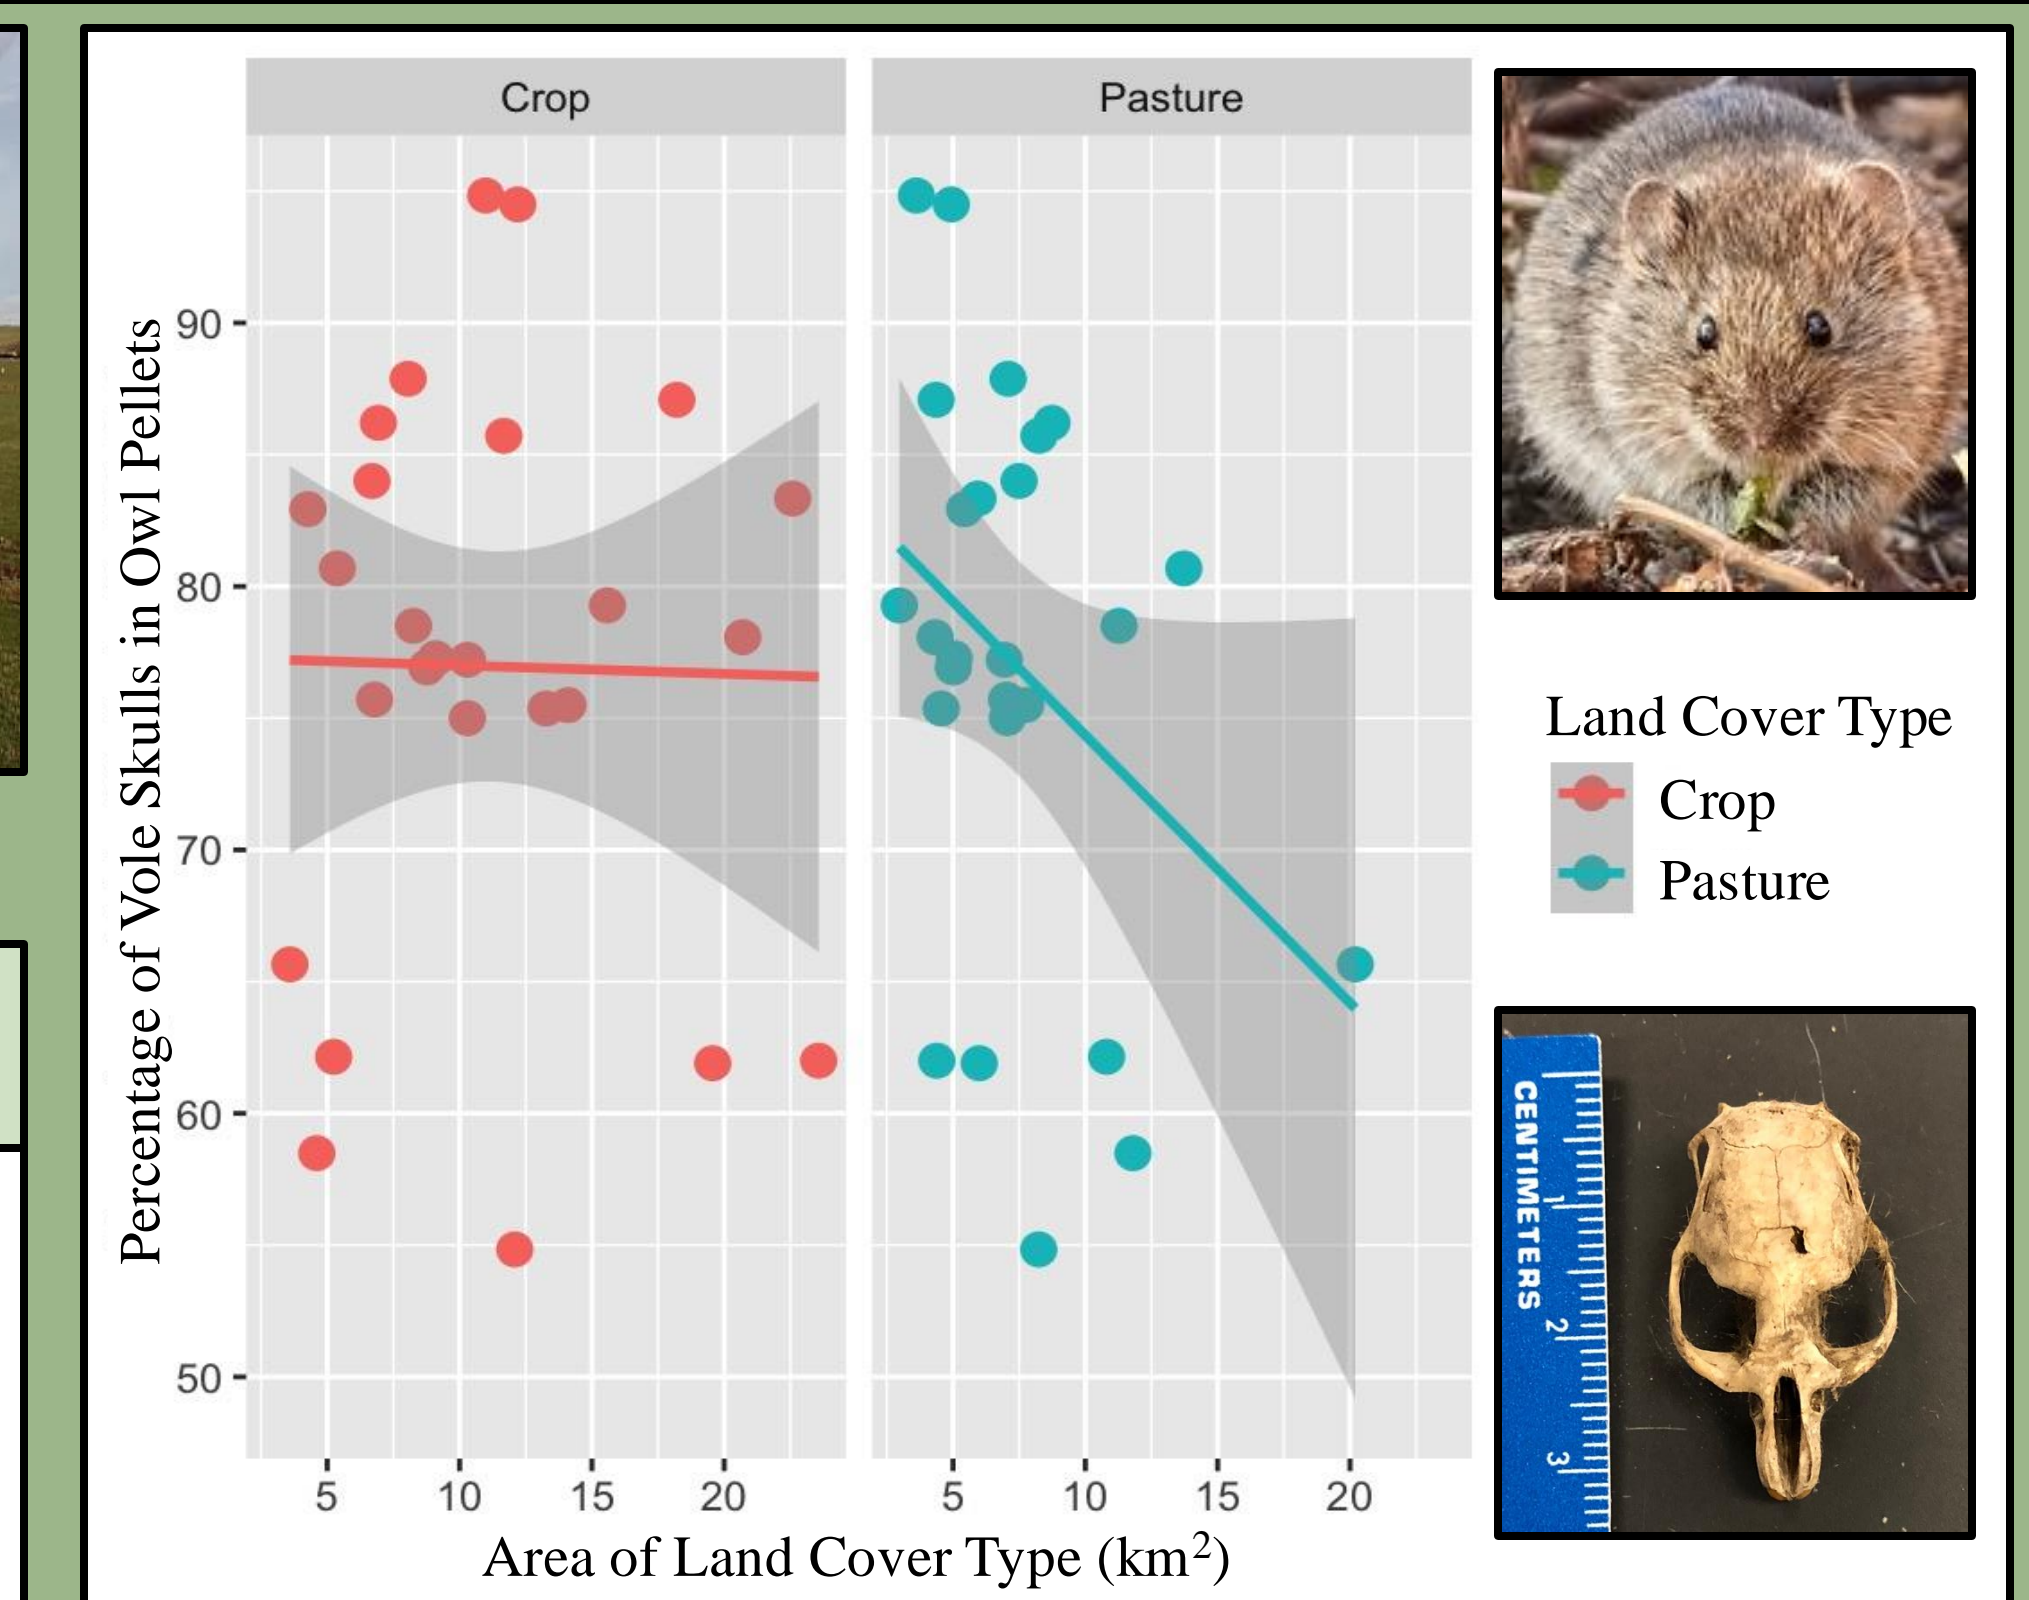 Crop
Pasture
Percentage of Vole Skulls in Owl Pellets
90
80
70
60
50
5 10 15 20
5 10 15 20
Area of Land Cover Type (km²)
Land Cover Type
Crop
Pasture
CENTIMETERS
1
2
3